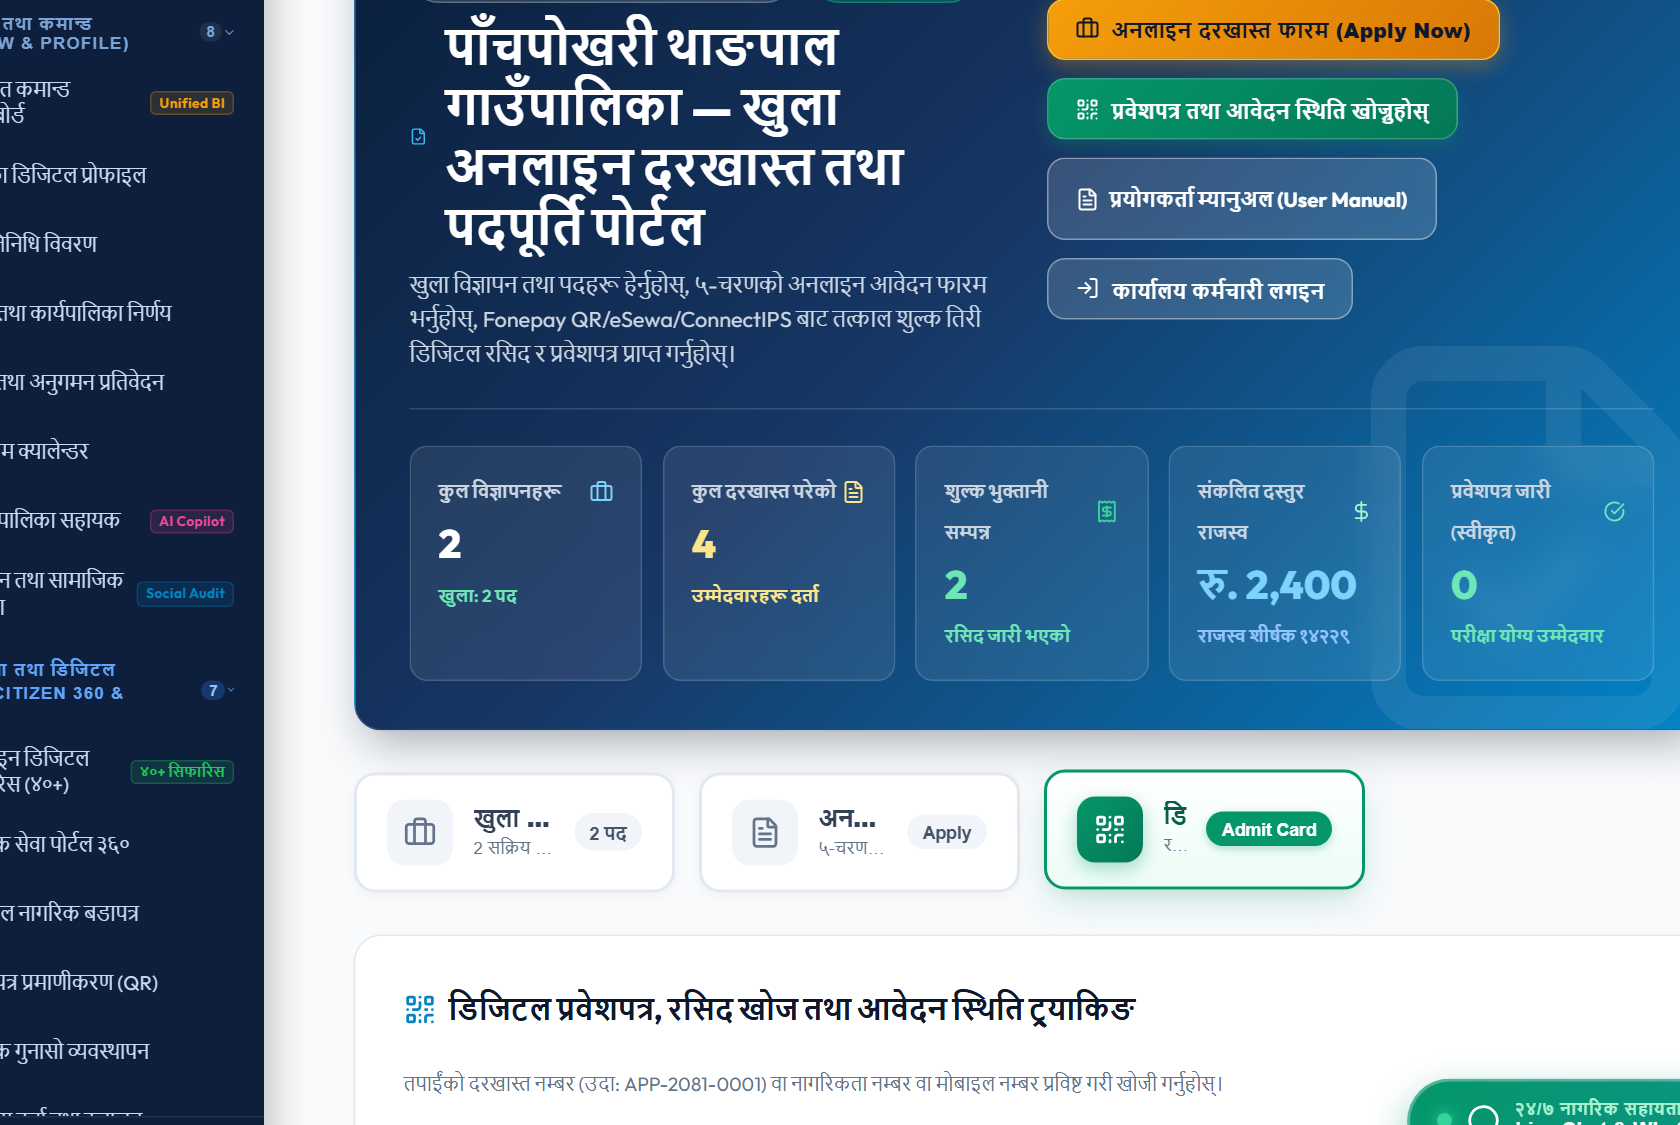 तथा कमान्ड
W & PROFILE)
8
त कमान्ड
बोर्ड
Unified BI
डिजिटल प्रोफाइल
निधि विवरण
तथा कार्यपालिका निर्णय
तथा अनुगमन प्रतिवेदन
म क्यालेन्डर
पालिका सहायक
AI Copilot
न तथा सामाजिक
Social Audit
तथा डिजिटल
CITIZEN 360 &
7
इन डिजिटल
रिस (४०+)
४०+ सिफारिस
क सेवा पोर्टल ३६०
ल नागरिक बडापत्र
पत्र प्रमाणीकरण (QR)
क गुनासो व्यवस्थापन
पाँचपोखरी थाङपाल
गाउँपालिका — खुला
अनलाइन दरखास्त तथा
पदपूर्ति पोर्टल
खुला विज्ञापन तथा पदहरू हेर्नुहोस्, ५-चरणको अनलाइन आवेदन फारम
भर्नुहोस्, Fonepay QR/eSewa/ConnectIPS बाट तत्काल शुल्क तिरी
डिजिटल रसिद र प्रवेशपत्र प्राप्त गर्नुहोस्।
अनलाइन दरखास्त फारम (Apply Now)
प्रवेशपत्र तथा आवेदन स्थिति खोज्नुहोस्
प्रयोगकर्ता म्यानुअल (User Manual)
कार्यालय कर्मचारी लगइन
कुल विज्ञापनहरू
2
खुला: 2 पद
कुल दरखास्त परेको
4
उम्मेदवारहरू दर्ता
शुल्क भुक्तानी
सम्पन्न
2
रसिद जारी भएको
संकलित दस्तुर
राजस्व
रु. 2,400
राजस्व शीर्षक १४२२९
प्रवेशपत्र जारी
(स्वीकृत)
0
परीक्षा योग्य उम्मेदवार
खुला ...
2 सक्रिय ...
2 पद
अन...
५-चरण...
Apply
डि
र...
Admit Card
डिजिटल प्रवेशपत्र, रसिद खोज तथा आवेदन स्थिति ट्र्याकिङ
तपाईंको दरखास्त नम्बर (उदा: APP-2081-0001) वा नागरिकता नम्बर वा मोबाइल नम्बर प्रविष्ट गरी खोजी गर्नुहोस्।
२४/७ नागरिक सहायता